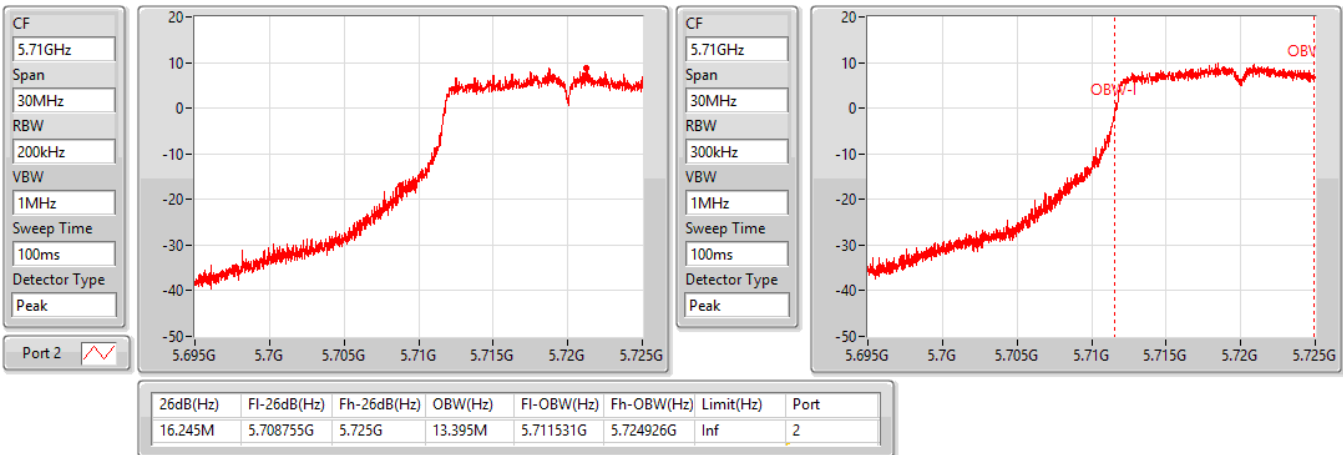 CF
5.71GHz
Span
30MHz
RBW
200kHz
VBW
1MHz
Sweep Time
100ms
Detector Type
Peak
Port 2
20
10
0
-10
-20
-30
-40
-50
5.695G 5.7G 5.705G 5.71G 5.715G 5.72G 5.725G
CF
5.71GHz
Span
30MHz
RBW
300kHz
VBW
1MHz
Sweep Time
100ms
Detector Type
Peak
20
10
0
-10
-20
-30
-40
-50
OBW-l
OBW
5.695G 5.7G 5.705G 5.71G 5.715G 5.72G 5.725G
26dB(Hz) Fl-26dB(Hz) Fh-26dB(Hz) OBW(Hz) Fl-OBW(Hz) Fh-OBW(Hz) Limit(Hz) Port
16.245M 5.708755G 5.725G 13.395M 5.711531G 5.724926G Inf 2